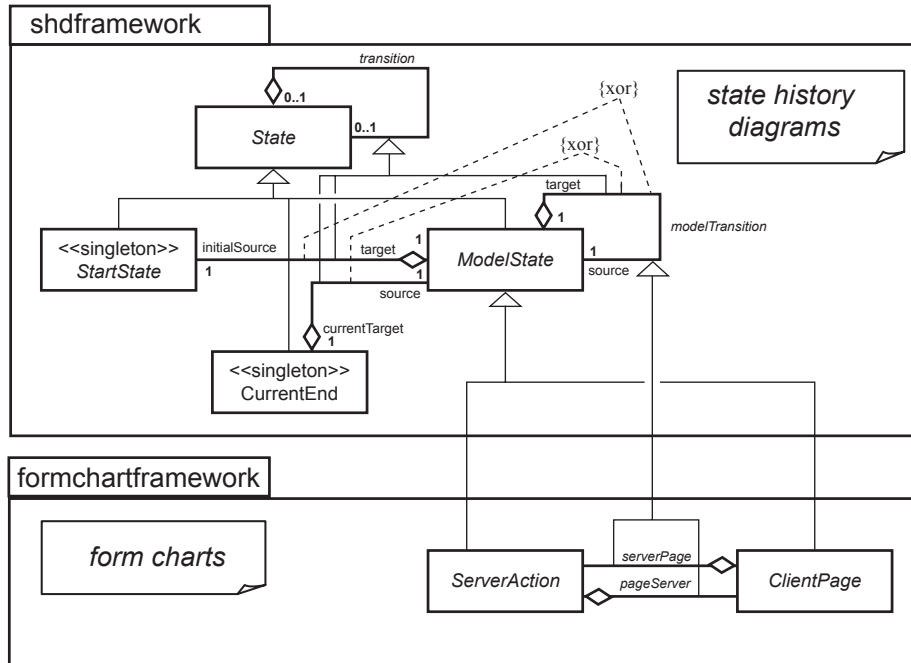 shdframework
transition
{xor}
0..1
state history
diagrams
State
0..1
{xor}
target
1
modelTransition
<<singleton>>
StartState
initialSource
1
target
1
ModelState
1
source
1
source
currentTarget
1
<<singleton>>
CurrentEnd
formchartframework
form charts
ServerAction
serverPage
pageServer
ClientPage